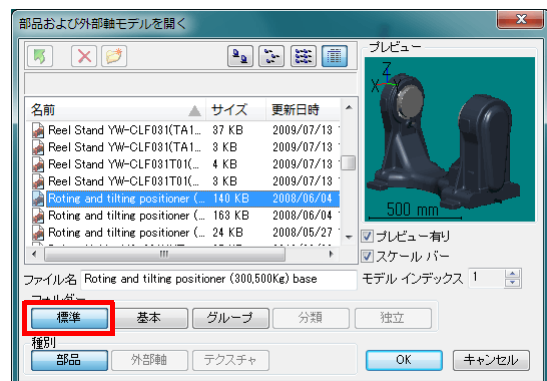 部品および外部軸モデルを開く
プレビュー
Z
X
500 mm
名前 サイズ 更新日時
Reel Stand YW-CLF031(TA1... 37 KB 2009/07/13
Reel Stand YW-CLF031(TA1... 3 KB 2009/07/13
Reel Stand YW-CLF031T01(... 4 KB 2009/07/13
Reel Stand YW-CLF031T01(... 3 KB 2009/07/13
Roting and tilting positioner (... 140 KB 2008/06/04
Roting and tilting positioner (... 163 KB 2008/06/04
Roting and tilting positioner (... 24 KB 2008/05/27
プレビュー有り
スケール バー
ファイル名 Roting and tilting positioner (300,500Kg) base
モデル インデックス 1
フォルダー
標準 基本 グループ 分類 独立
種別
部品 外部軸 テクスチャ
OK キャンセル